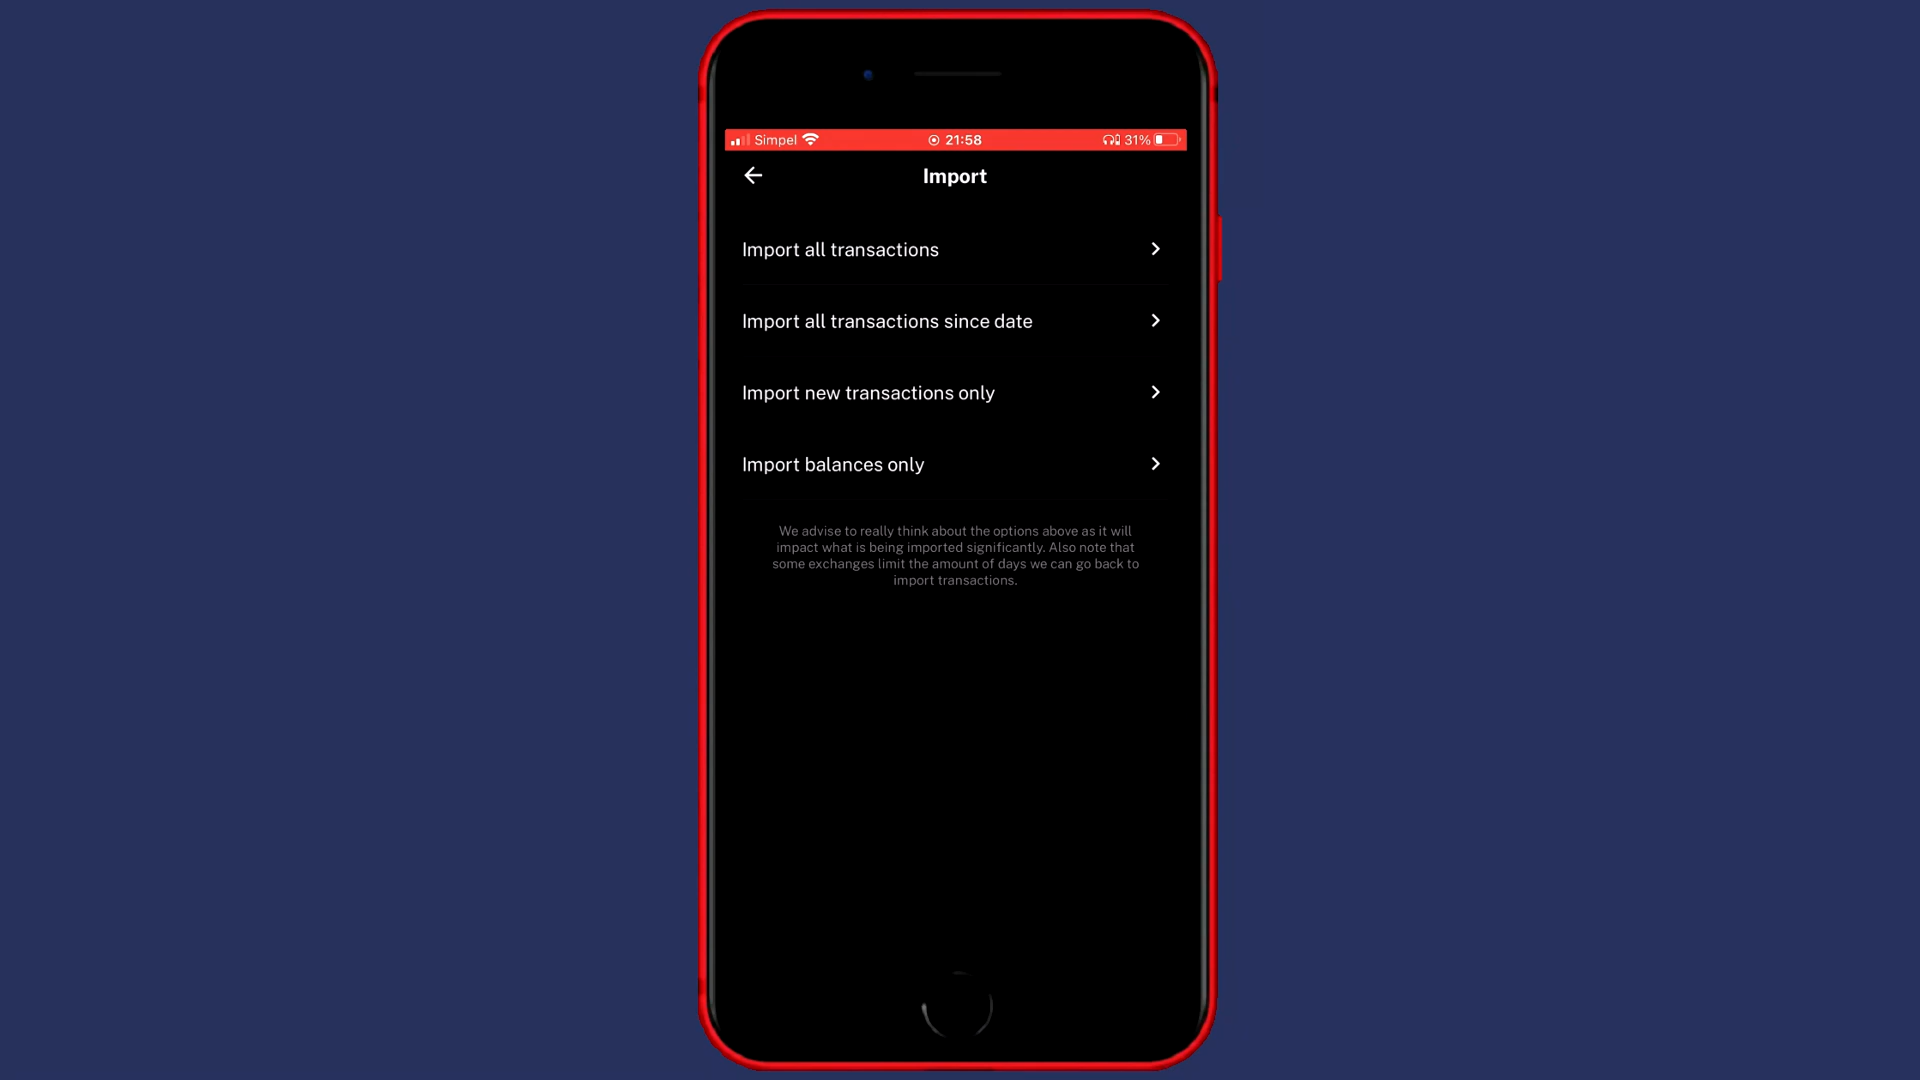 Simpel 21:58 31%
Import
Import all transactions
Import all transactions since date
Import new transactions only
Import balances only
We advise to really think about the options above as it will
impact what is being imported significantly. Also note that
some exchanges limit the amount of days we can go back to
import transactions.